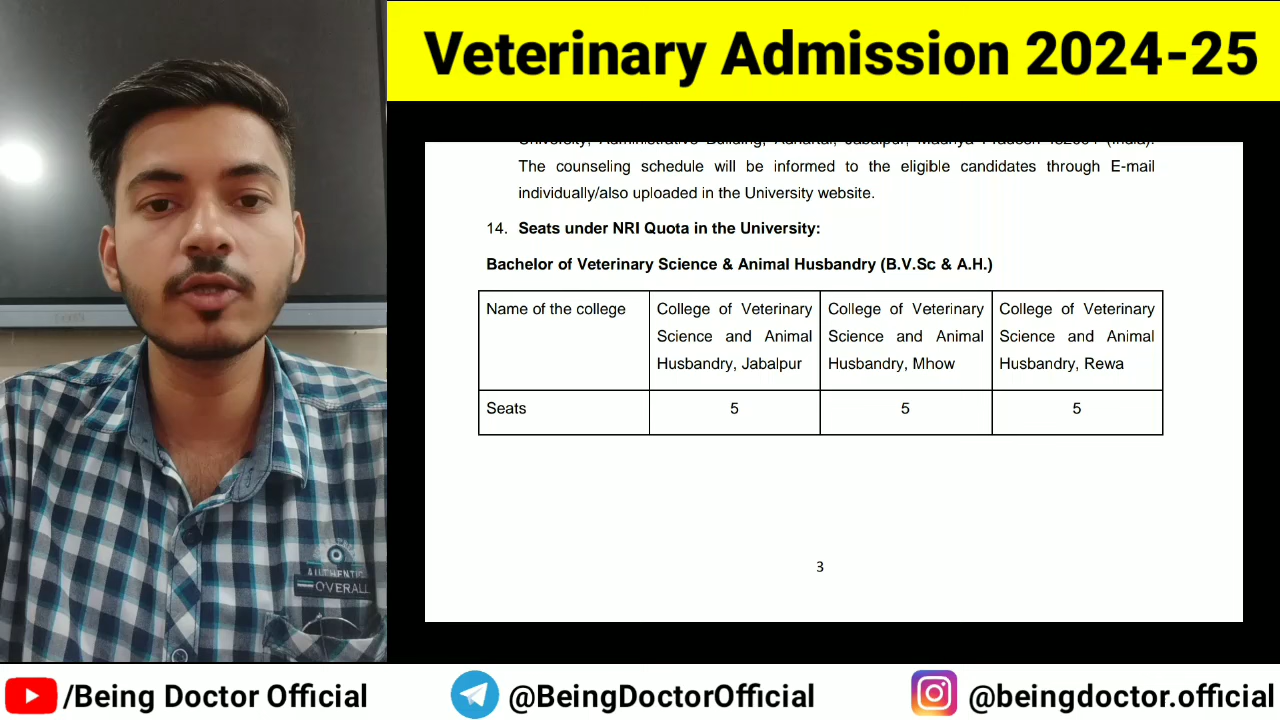 Veterinary Admission 2024-25
The counseling schedule will be informed to the eligible candidates through E-mail
individually/also uploaded in the University website.
14. Seats under NRI Quota in the University:
Bachelor of Veterinary Science & Animal Husbandry (B.V.Sc & A.H.)
Name of the college
College of Veterinary
Science and Animal
Husbandry, Jabalpur
College of Veterinary
Science and Animal
Husbandry, Mhow
College of Veterinary
Science and Animal
Husbandry, Rewa
Seats 5 5 5
3
AUTHENTIC
OVERALL
/Being Doctor Official
@BeingDoctorOfficial
@beingdoctor.official